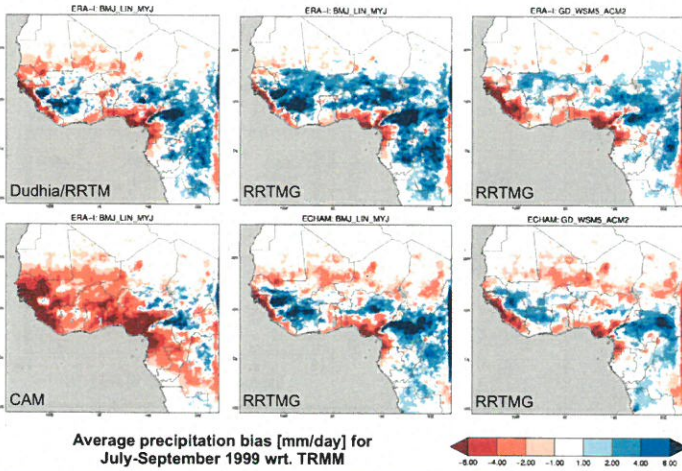 ERA-I: BMJ_LIN_MYJ
ERA-I: BMJ_LIN_MYJ
ERA-I: GD_WSM5_ACM2
Dudhia/RRTM
RRTMG
RRTMG
ERA-I: BMJ_LIN_MYJ
ECHAM: BMJ_LIN_MYJ
ECHAM: GD_WSM5_ACM2
CAM
RRTMG
RRTMG
Average precipitation bias [mm/day] for
July-September 1999 wrt. TRMM
-6.00 -4.00 -2.00 -1.00 1.00 2.00 4.00 6.00